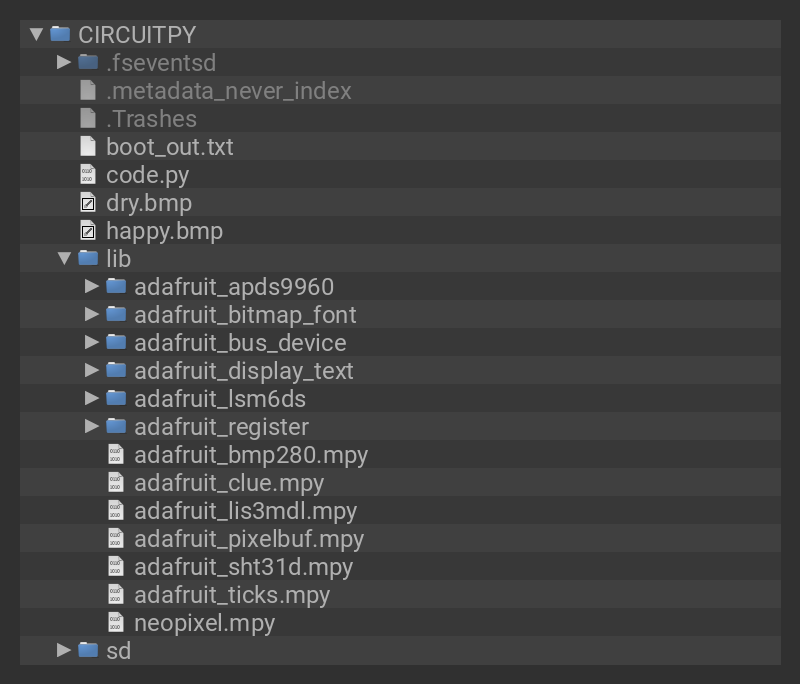 CIRCUITPY
.fseventsd
.metadata_never_index
.Trashes
boot_out.txt
code.py
dry.bmp
happy.bmp
lib
adafruit_apds9960
adafruit_bitmap_font
adafruit_bus_device
adafruit_display_text
adafruit_lsm6ds
adafruit_register
adafruit_bmp280.mpy
adafruit_clue.mpy
adafruit_lis3mdl.mpy
adafruit_pixelbuf.mpy
adafruit_sht31d.mpy
adafruit_ticks.mpy
neopixel.mpy
sd